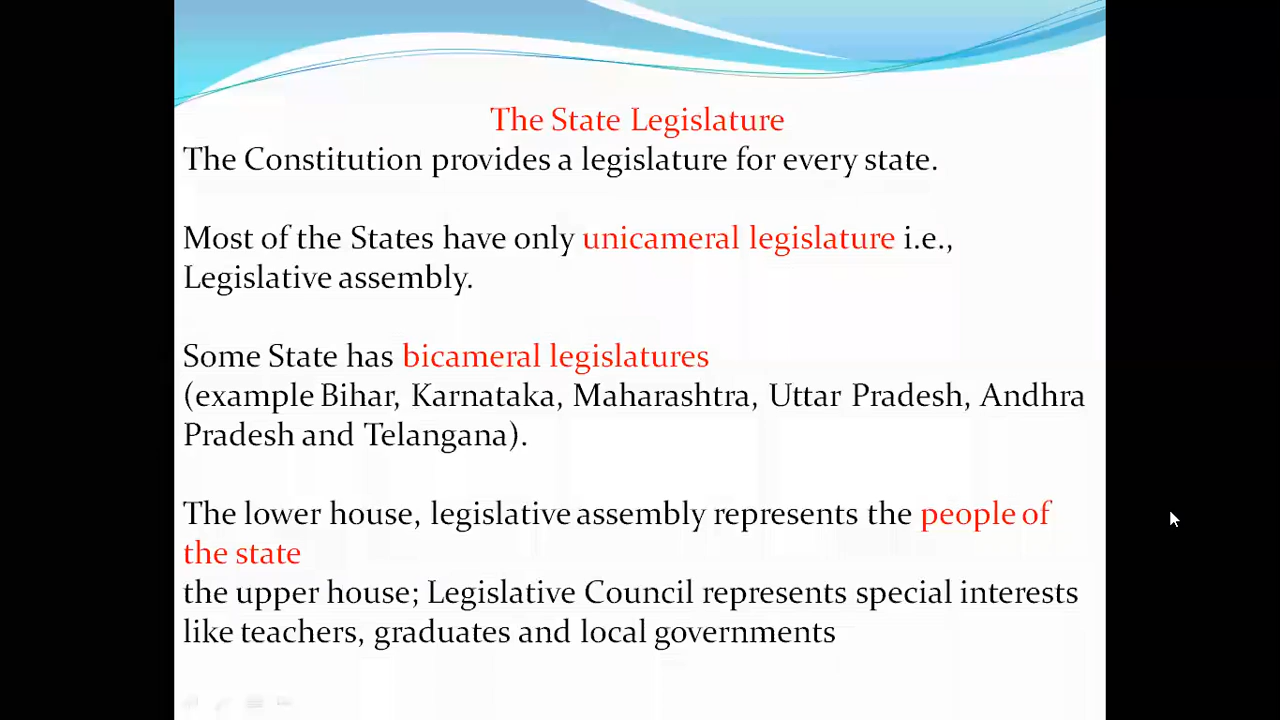 The State Legislature
The Constitution provides a legislature for every state.
Most of the States have only unicameral legislature i.e.,
Legislative assembly.
Some State has bicameral legislatures
(example Bihar, Karnataka, Maharashtra, Uttar Pradesh, Andhra
Pradesh and Telangana).
The lower house, legislative assembly represents the people of
the state
the upper house; Legislative Council represents special interests
like teachers, graduates and local governments